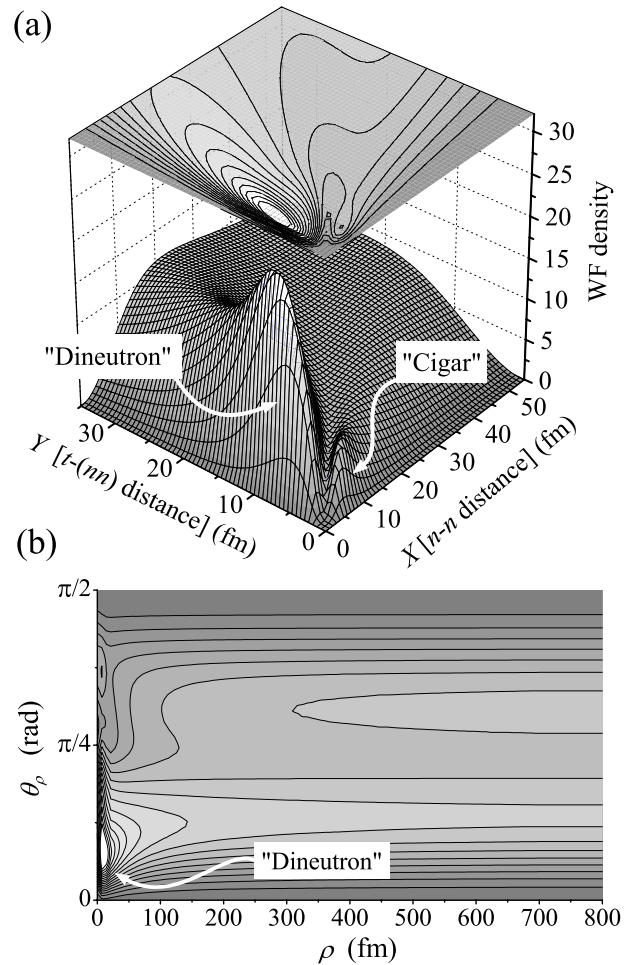 (a)
30
25
20
15
10
5
0
WF density
"Dineutron"
"Cigar"
30
20
10
0
Y [t-(nn) distance] (fm)
0
10
20
30
40
50
X [n-n distance] (fm)
(b)
π/2
π/4
0
θρ (rad)
"Dineutron"
0 100 200 300 400 500 600 700 800
ρ (fm)